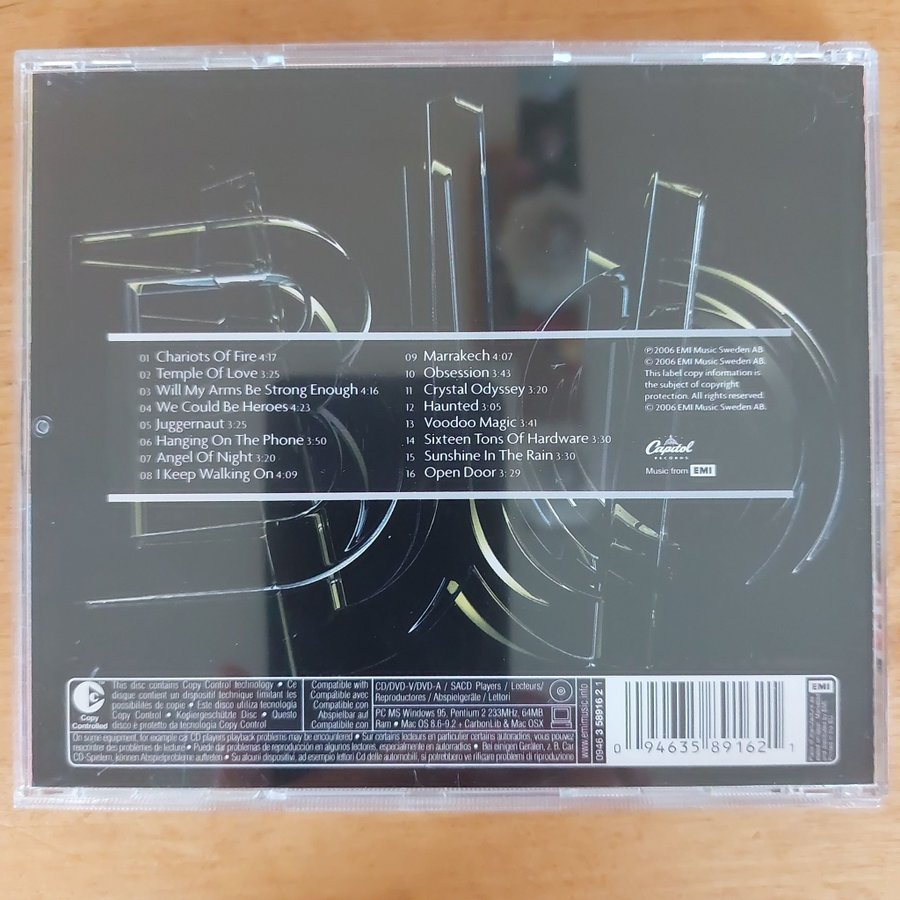 01 Chariots Of Fire 4:17
02 Temple Of Love 3:25
03 Will My Arms Be Strong Enough 4:16
04 We Could Be Heroes 4:23
05 Juggernaut 3:25
06 Hanging On The Phone 3:50
07 Angel Of Night 3:20
08 I Keep Walking On 4:09
09 Marrakech 4:07
10 Obsession 3:43
11 Crystal Odyssey 3:20
12 Haunted 3:05
13 Voodoo Magic 3:41
14 Sixteen Tons Of Hardware 3:30
15 Sunshine In The Rain 3:30
16 Open Door 3:29
℗ 2006 EMI Music Sweden AB
© 2006 EMI Music Sweden AB.
This label copy information is
the subject of copyright
protection. All rights reserved.
© 2006 EMI Music Sweden AB.
Capitol
RECORDS
Music from EMI
Copy
Controlled
This disc contains Copy Control technology • Ce
disque contient un dispositif technique limitant les
possibilités de copie • Este disco utiliza tecnología
Copy Control • Kopiergeschützte Disc • Questo
disco è protetto da tecnologia Copy Control
Compatible with
Compatible avec
Compatible con
Abspielbar auf
Compatibile con
CD/DVD-V/DVD-A / SACD Players / Lecteurs/
Reproductores / Abspielgeräte / Lettori
PC MS Windows 95, Pentium 2 233MHz, 64MB
Ram • Mac OS 8.6-9.2 + CarbonLib & Mac OSX
On some equipment, for example car CD players playback problems may be encountered • Sur certains lecteurs en particulier certains autoradios, vous pouvez
rencontrer des problèmes de lecture • Puede dar problemas de reproducción en algunos lectores, especialmente en autorradios • Bei einigen Geräten, z. B. Car
CD-Spielern, können Abspielprobleme auftreten • Su alcuni dispositivi, ad esempio lettori Cd delle automobili, si potrebbero verificare problemi di riproduzione
www.emimusic.info
0946 3 58916 2 1
0 94635 89162 1
EMI